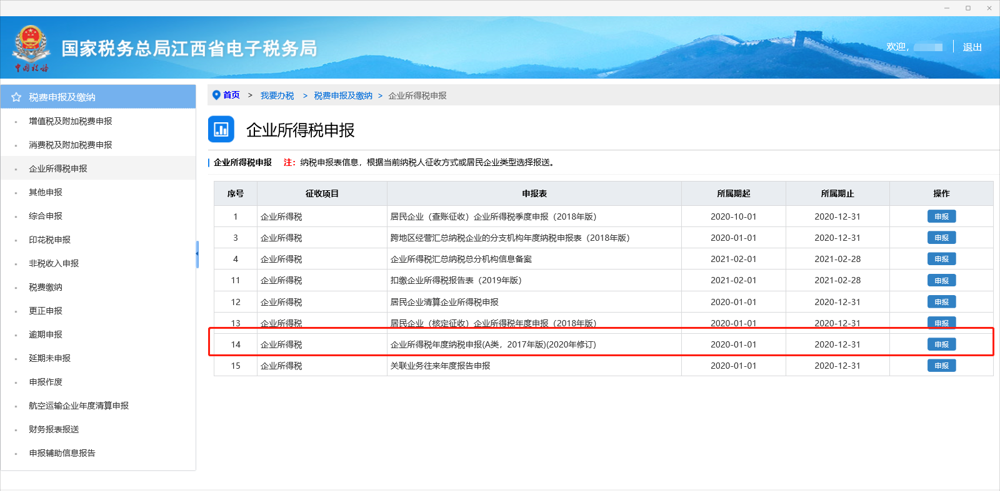 国家税务总局江西省电子税务局
中国税务
欢迎,
退出
税费申报及缴纳
增值税及附加税费申报
消费税及附加税费申报
企业所得税申报
其他申报
综合申报
印花税申报
非税收入申报
税费缴纳
更正申报
逾期申报
延期未申报
申报作废
航空运输企业年度清算申报
财务报表报送
申报辅助信息报告
首页 > 我要办税 > 税费申报及缴纳 > 企业所得税申报
企业所得税申报
企业所得税申报 注：纳税申报表信息，根据当前纳税人征收方式或居民企业类型选择报送。
序号 征收项目 申报表 所属期起 所属期止 操作
1 企业所得税 居民企业（查账征收）企业所得税季度申报（2018年版） 2020-10-01 2020-12-31 申报
3 企业所得税 跨地区经营汇总纳税企业的分支机构年度纳税申报表（2018年版） 2020-01-01 2020-12-31 申报
4 企业所得税 企业所得税汇总纳税总分机构信息备案 2021-02-01 2021-02-28 申报
11 企业所得税 扣缴企业所得税报告表（2019年版） 2021-02-01 2021-02-28 申报
12 企业所得税 居民企业清算企业所得税申报 2020-01-01 2020-12-31 申报
13 企业所得税 居民企业（核定征收）企业所得税年度申报（2018年版） 2020-01-01 2020-12-31 申报
14 企业所得税 企业所得税年度纳税申报(A类，2017年版)(2020年修订) 2020-01-01 2020-12-31 申报
15 企业所得税 关联业务往来年度报告申报 2020-01-01 2020-12-31 申报